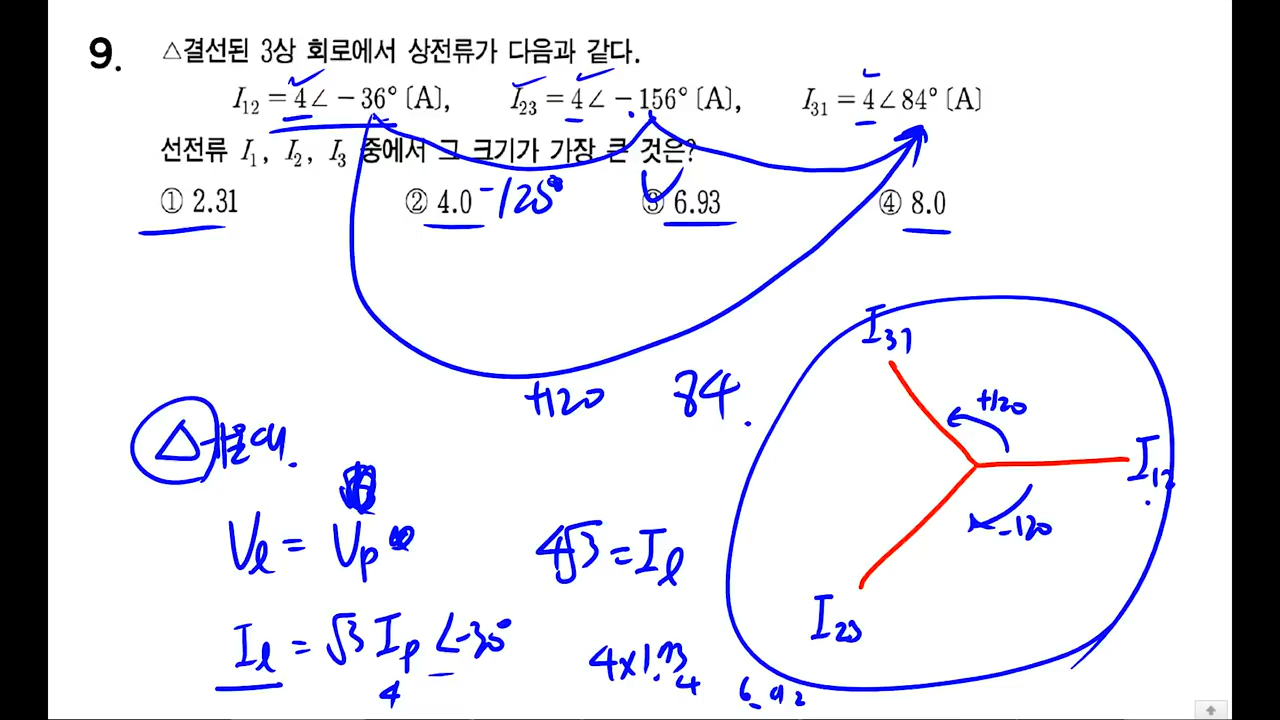 9. △결선된 3상 회로에서 상전류가 다음과 같다.
I₁₂ = 4∠−36° [A], I₂₃ = 4∠−156° [A], I₃₁ = 4∠84° [A]
선전류 I₁, I₂, I₃ 중에서 그 크기가 가장 큰 것은?
① 2.31 ② 4.0 ③ 6.93 ④ 8.0
-120°
+120 84.
I₃₁
+120
I₁₂
-120
I₂₃
△
Vℓ = Vₚ
4√3 = Iℓ
Iℓ = √3 Iₚ ∠-30°
4
4×1.73
4
6.92